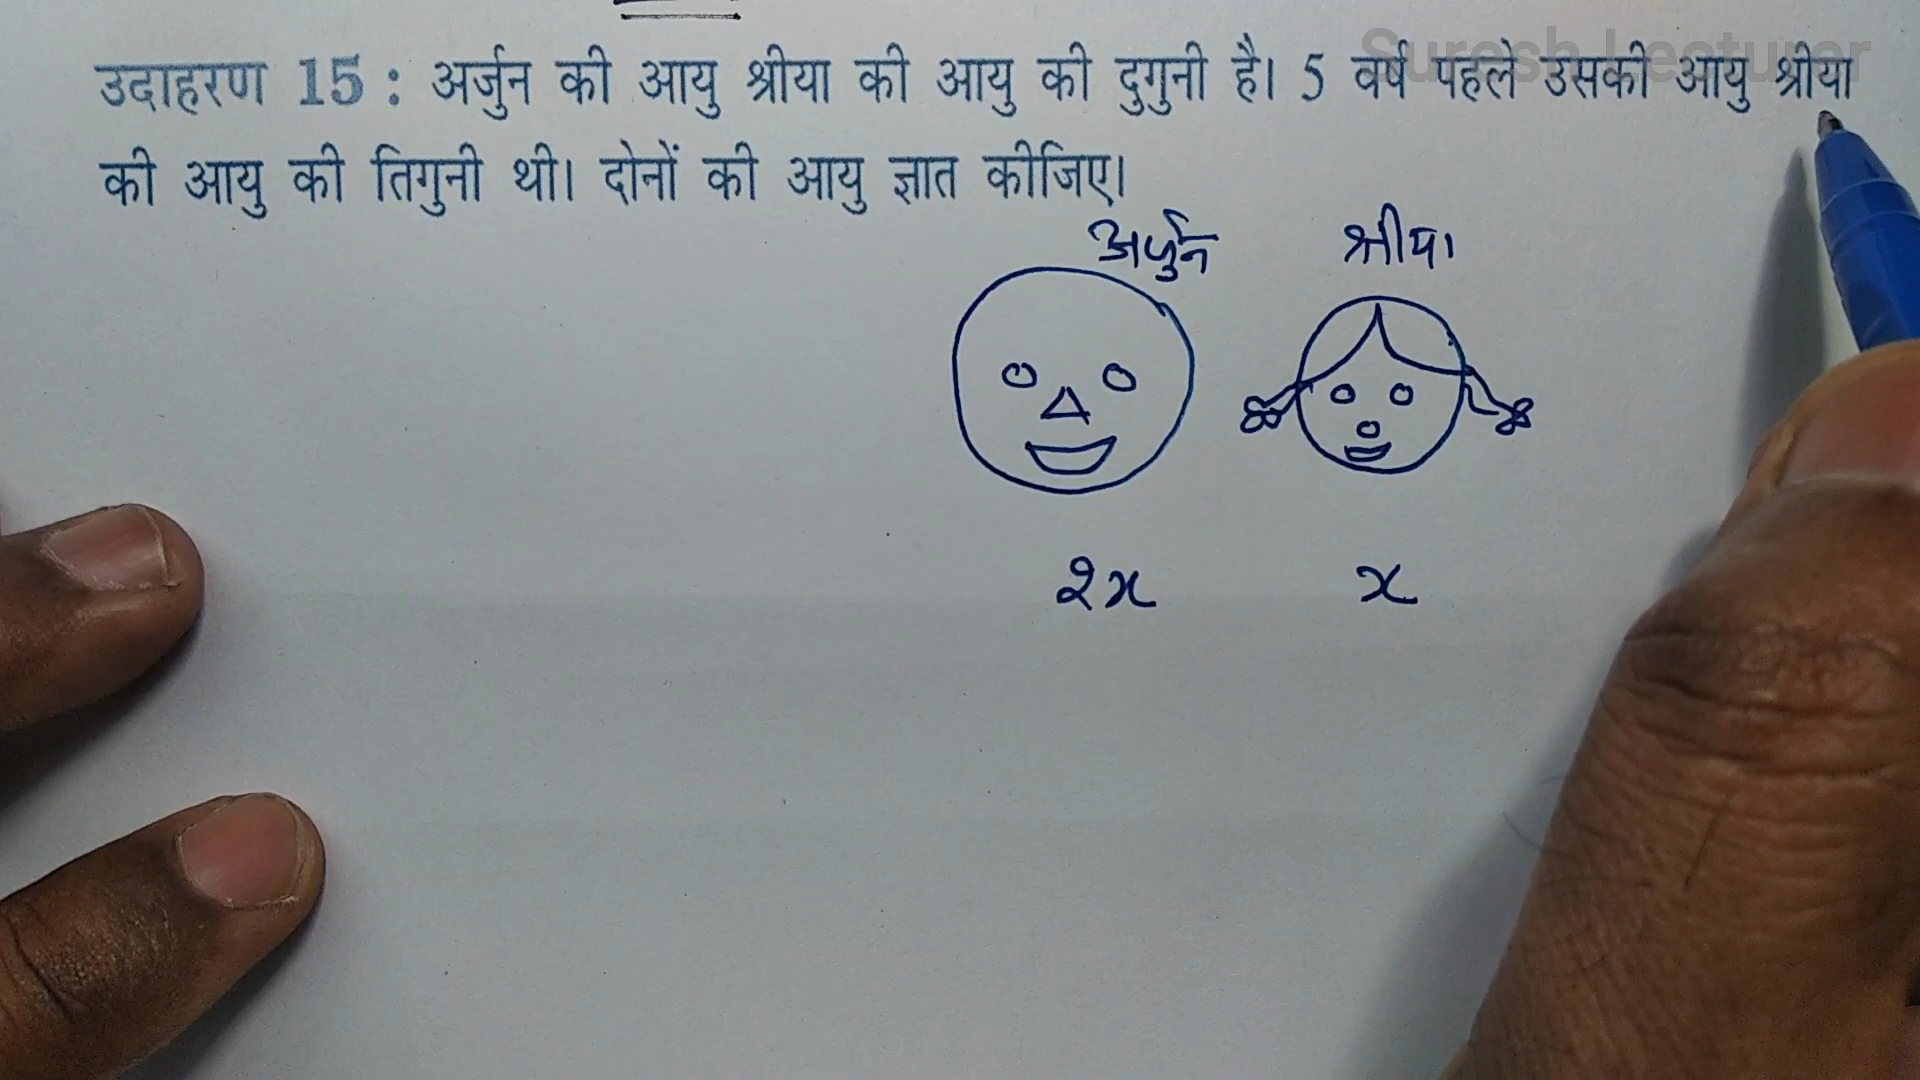 Suresh Lecturer
उदाहरण 15 : अर्जुन की आयु श्रीया की आयु की दुगुनी है। 5 वर्ष पहले उसकी आयु श्रीया
की आयु की तिगुनी थी। दोनों की आयु ज्ञात कीजिए।
अर्जुन श्रीया
2x x